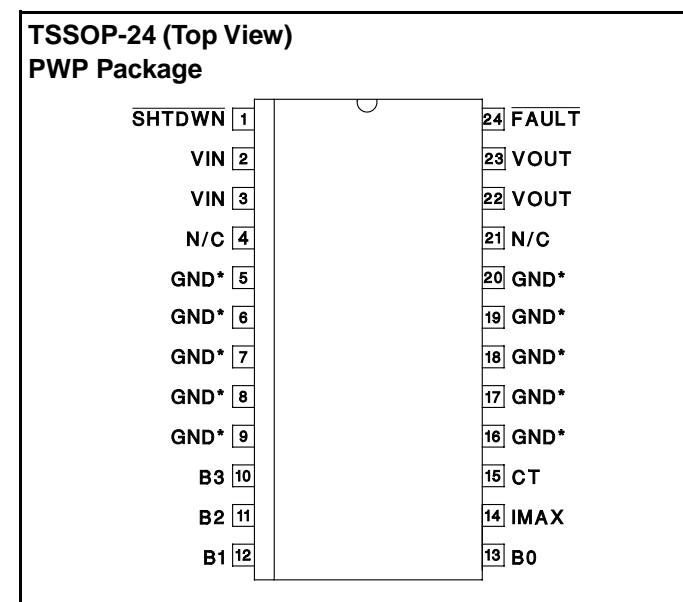 TSSOP-24 (Top View)
PWP Package
SHTDWN 1 24 FAULT
VIN 2 23 VOUT
VIN 3 22 VOUT
N/C 4 21 N/C
GND* 5 20 GND*
GND* 6 19 GND*
GND* 7 18 GND*
GND* 8 17 GND*
GND* 9 16 GND*
B3 10 15 CT
B2 11 14 IMAX
B1 12 13 B0